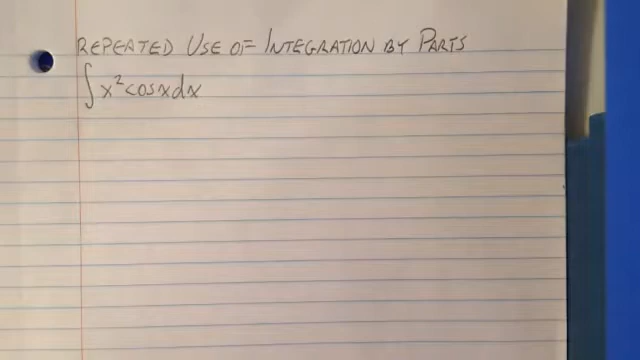 REPEATED USE OF INTEGRATION BY PARTS
∫x²cosxdx